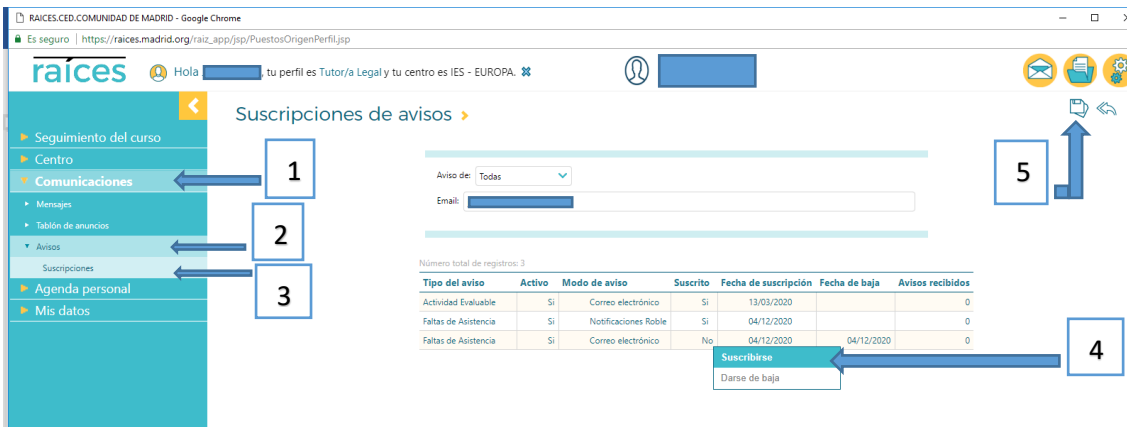 RAICES.CED.COMUNIDAD DE MADRID - Google Chrome
Es seguro | https://raices.madrid.org/raiz_app/jsp/PuestosOrigenPerfil.jsp
raíces
Hola , tu perfil es Tutor/a Legal y tu centro es IES - EUROPA.
Suscripciones de avisos
Seguimiento del curso
Centro
Comunicaciones
Mensajes
Tablón de anuncios
Avisos
Suscripciones
Agenda personal
Mis datos
1
2
3
5
Aviso de: Todas
Email:
Número total de registros: 3
Tipo del aviso Activo Modo de aviso Suscrito Fecha de suscripción Fecha de baja Avisos recibidos
Actividad Evaluable Si Correo electrónico Si 13/03/2020 0
Faltas de Asistencia Si Notificaciones Roble Si 04/12/2020 0
Faltas de Asistencia Si Correo electrónico No 04/12/2020 04/12/2020 0
Suscribirse
Darse de baja
4